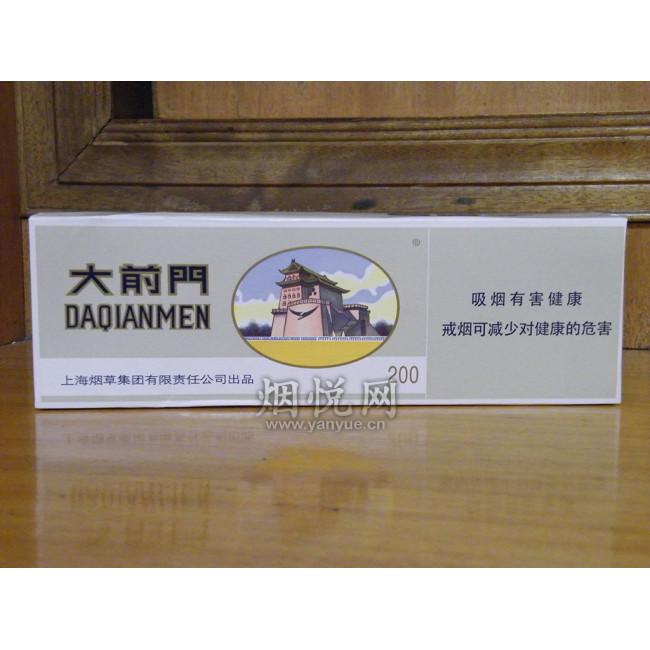 大前門
DAQIANMEN
®
吸烟有害健康
戒烟可减少对健康的危害
上海烟草集团有限责任公司出品
200
烟悦网
www.yanyue.cn